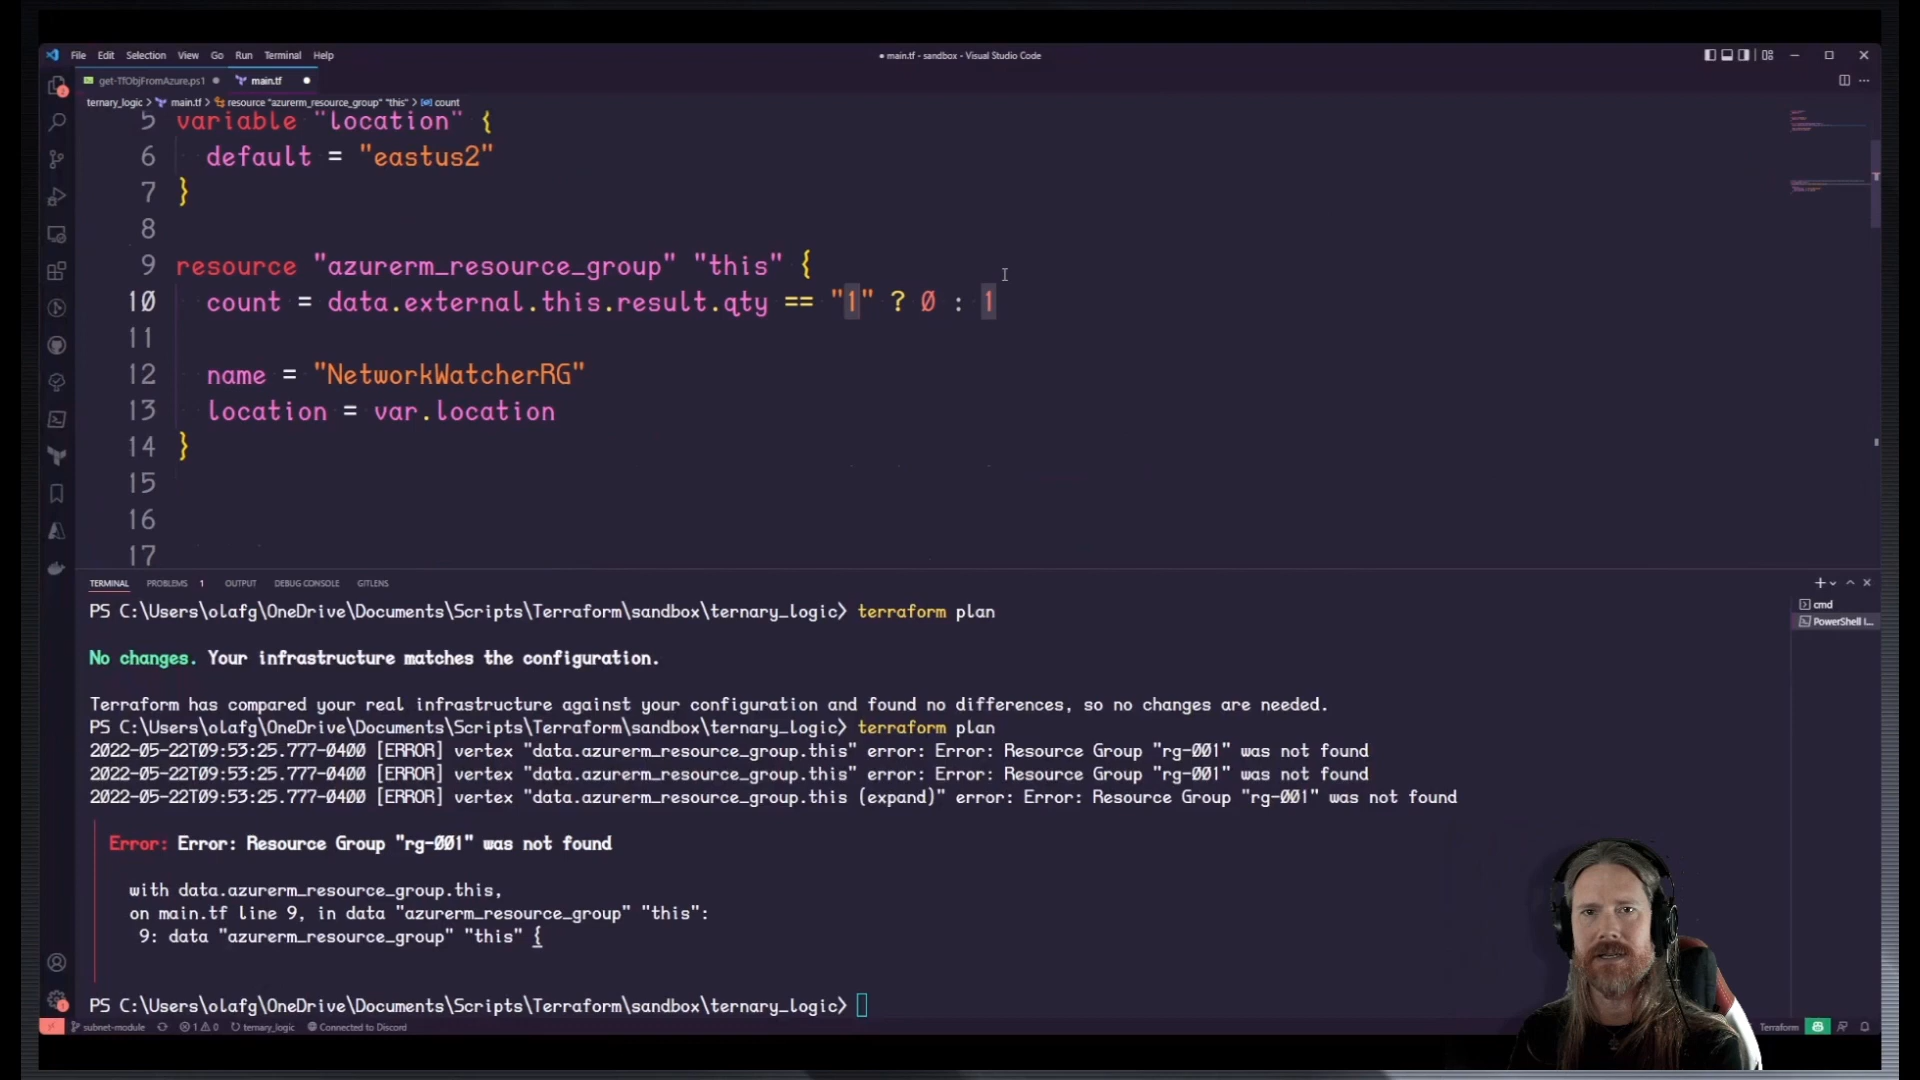 File Edit Selection View Go Run Terminal Help
● main.tf - sandbox - Visual Studio Code
get-TfObjFromAzure.ps1 ● main.tf ●
ternary_logic > main.tf > resource "azurerm_resource_group" "this" > count
5 variable "location" {
6 default = "eastus2"
7 }
8
9 resource "azurerm_resource_group" "this" {
10 count = data.external.this.result.qty == "1" ? 0 : 1
11
12 name = "NetworkWatcherRG"
13 location = var.location
14 }
15
16
17
TERMINAL PROBLEMS 1 OUTPUT DEBUG CONSOLE GITLENS
cmd
PowerShell I...
PS C:\Users\olafg\OneDrive\Documents\Scripts\Terraform\sandbox\ternary_logic> terraform plan
No changes. Your infrastructure matches the configuration.
Terraform has compared your real infrastructure against your configuration and found no differences, so no changes are needed.
PS C:\Users\olafg\OneDrive\Documents\Scripts\Terraform\sandbox\ternary_logic> terraform plan
2022-05-22T09:53:25.777-0400 [ERROR] vertex "data.azurerm_resource_group.this" error: Error: Resource Group "rg-001" was not found
2022-05-22T09:53:25.777-0400 [ERROR] vertex "data.azurerm_resource_group.this" error: Error: Resource Group "rg-001" was not found
2022-05-22T09:53:25.777-0400 [ERROR] vertex "data.azurerm_resource_group.this (expand)" error: Error: Resource Group "rg-001" was not found
Error: Error: Resource Group "rg-001" was not found
with data.azurerm_resource_group.this,
on main.tf line 9, in data "azurerm_resource_group" "this":
9: data "azurerm_resource_group" "this" {
PS C:\Users\olafg\OneDrive\Documents\Scripts\Terraform\sandbox\ternary_logic>
subnet-module 1 0 ternary_logic Connected to Discord Terraform